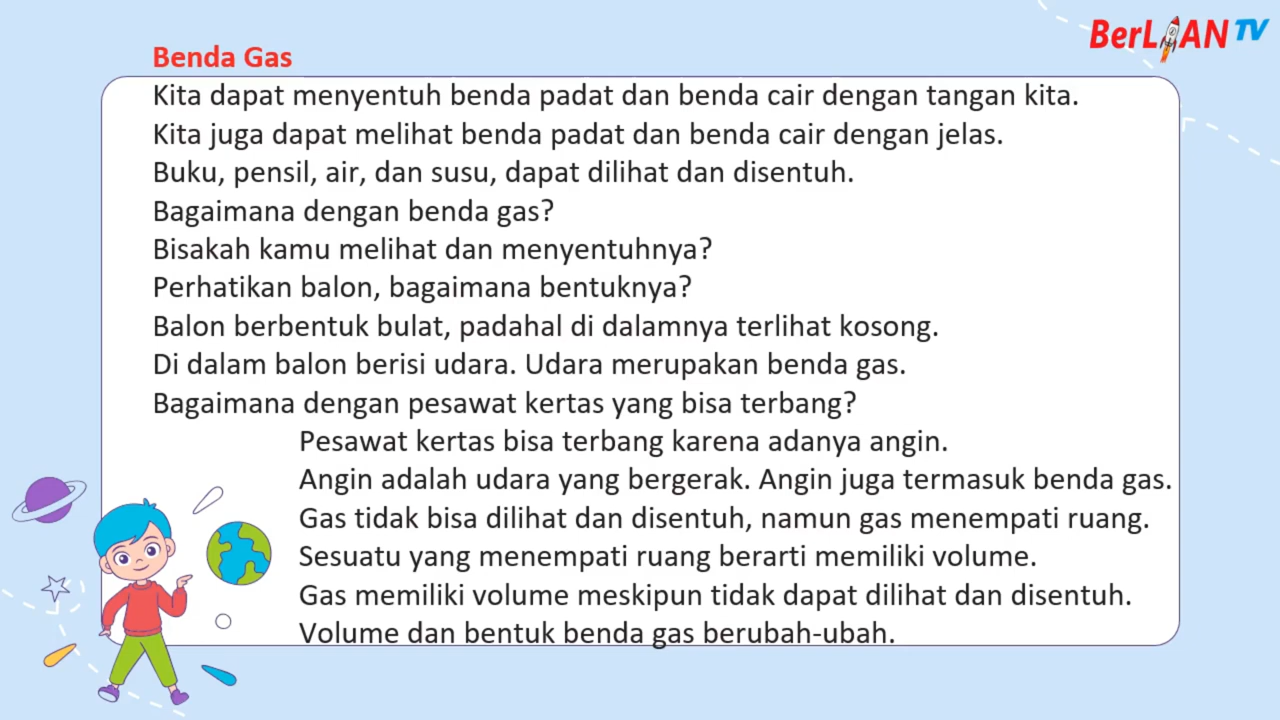 BerLIAN TV
Benda Gas
Kita dapat menyentuh benda padat dan benda cair dengan tangan kita.
Kita juga dapat melihat benda padat dan benda cair dengan jelas.
Buku, pensil, air, dan susu, dapat dilihat dan disentuh.
Bagaimana dengan benda gas?
Bisakah kamu melihat dan menyentuhnya?
Perhatikan balon, bagaimana bentuknya?
Balon berbentuk bulat, padahal di dalamnya terlihat kosong.
Di dalam balon berisi udara. Udara merupakan benda gas.
Bagaimana dengan pesawat kertas yang bisa terbang?
Pesawat kertas bisa terbang karena adanya angin.
Angin adalah udara yang bergerak. Angin juga termasuk benda gas.
Gas tidak bisa dilihat dan disentuh, namun gas menempati ruang.
Sesuatu yang menempati ruang berarti memiliki volume.
Gas memiliki volume meskipun tidak dapat dilihat dan disentuh.
Volume dan bentuk benda gas berubah-ubah.